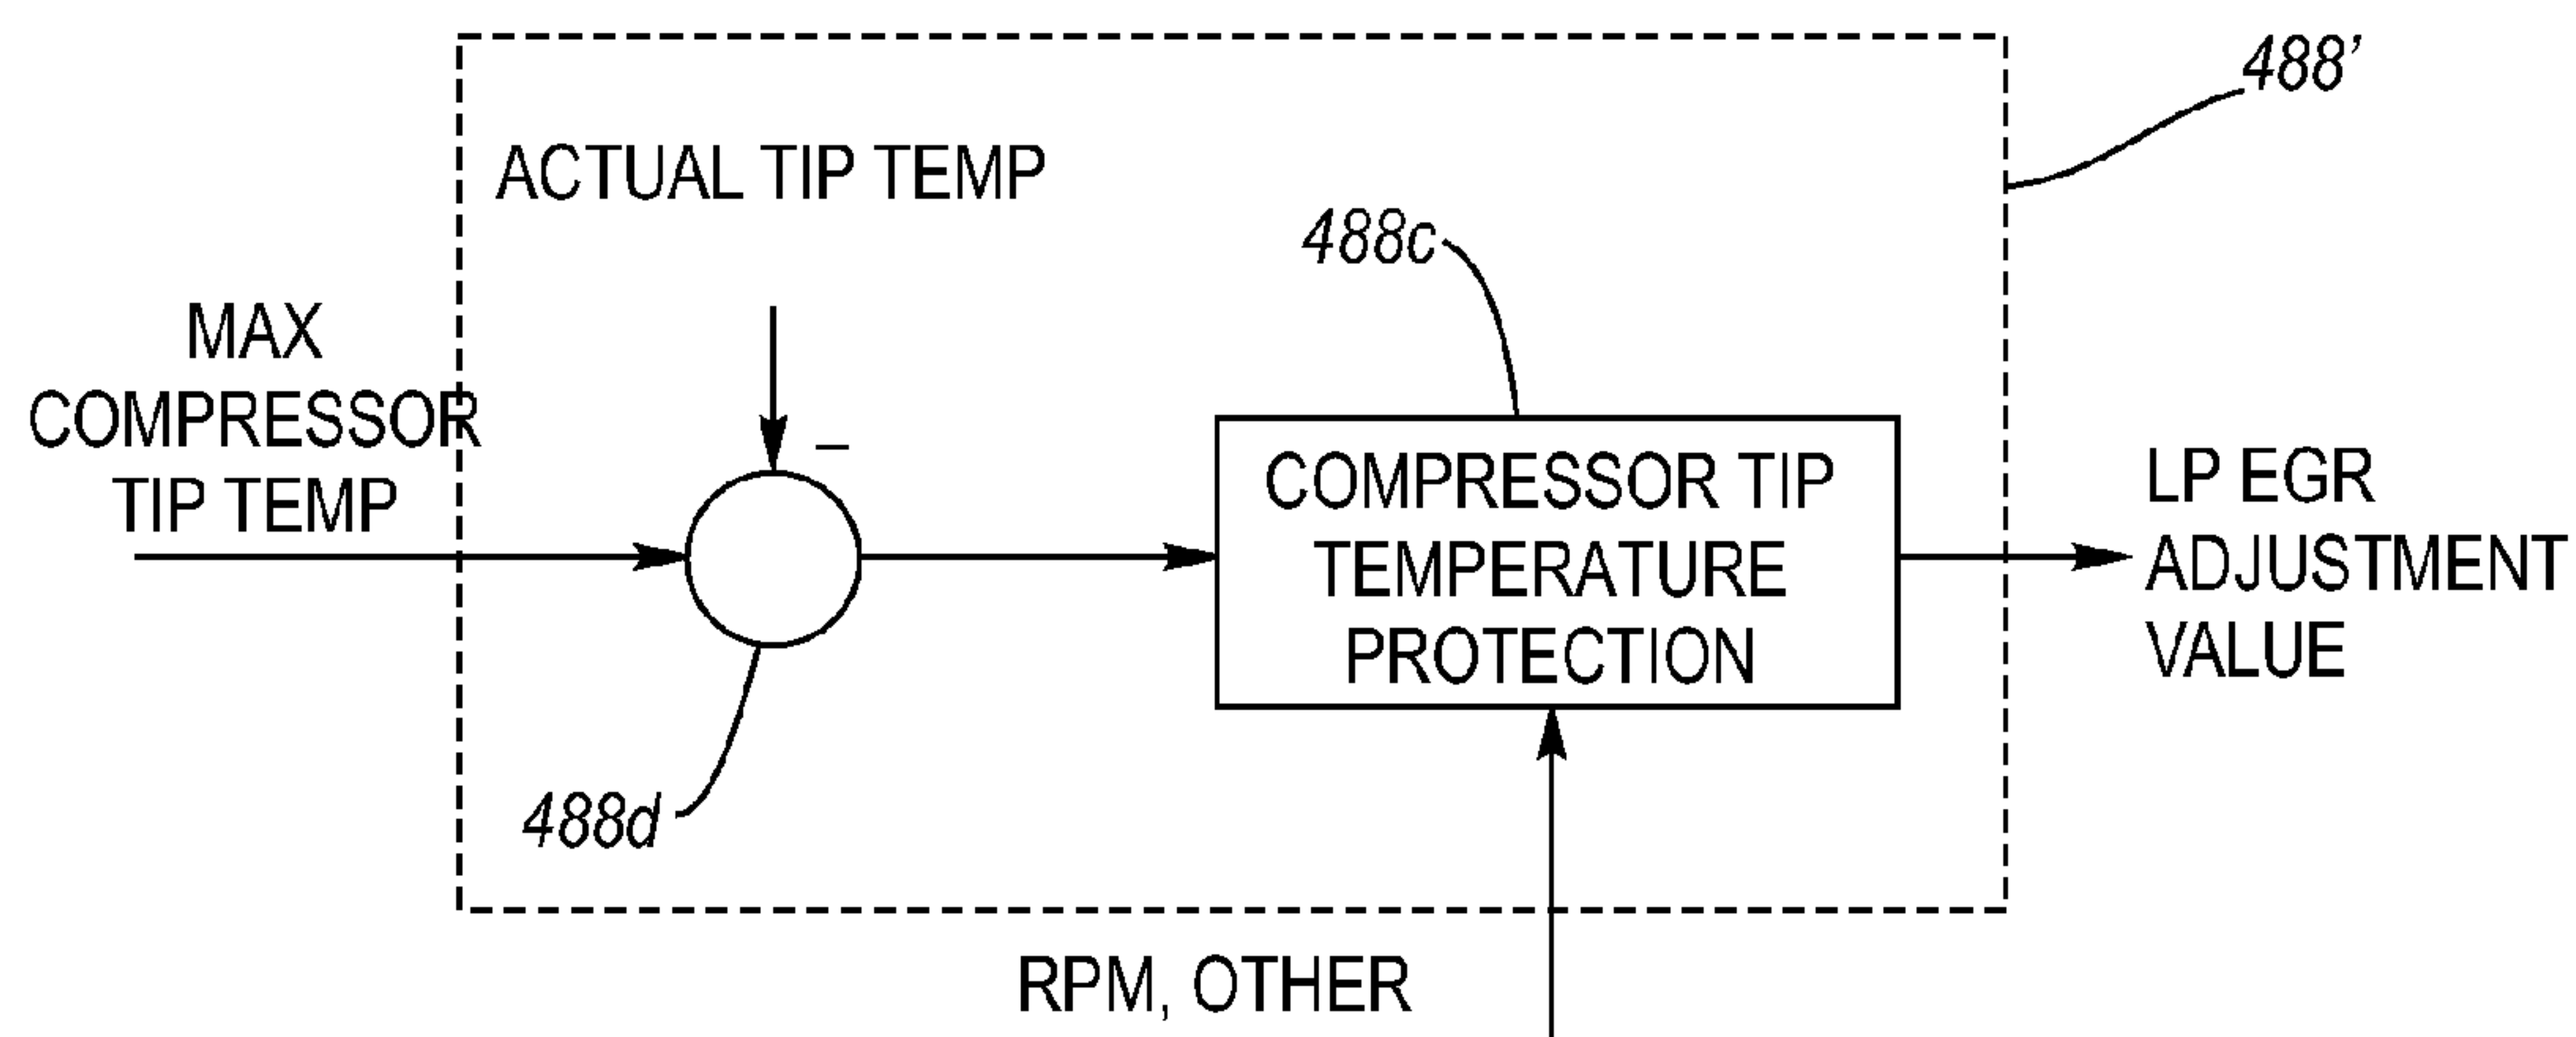 488’
ACTUAL TIP TEMP
488c
MAX
COMPRESSOR
TIP TEMP
–
COMPRESSOR TIP
TEMPERATURE
PROTECTION
LP EGR
ADJUSTMENT
VALUE
488d
RPM, OTHER